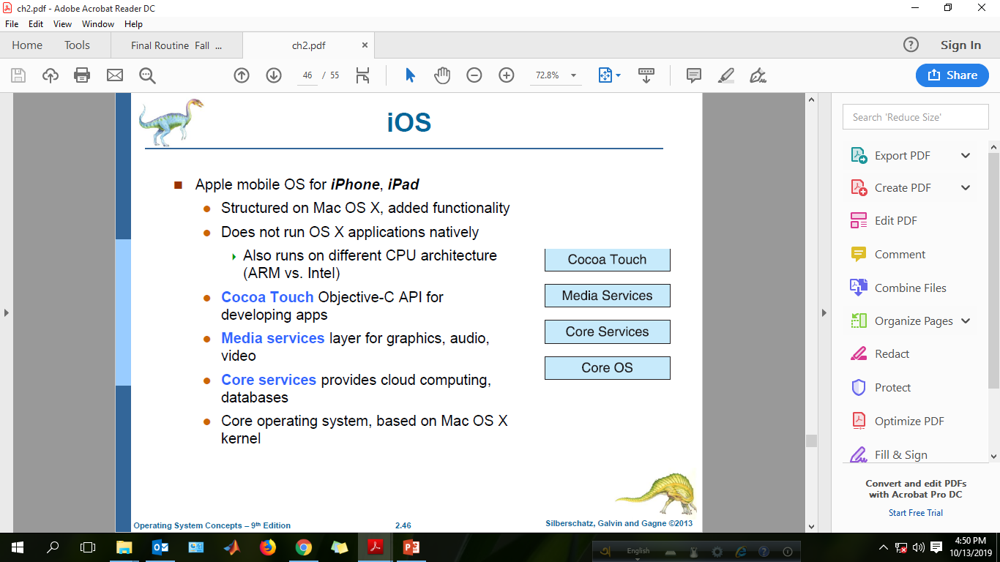 ch2.pdf - Adobe Acrobat Reader DC
File Edit View Window Help
Home Tools Final Routine Fall ... ch2.pdf × Sign In
46 / 55 72.8% Share
iOS
Apple mobile OS for iPhone, iPad
Structured on Mac OS X, added functionality
Does not run OS X applications natively
Also runs on different CPU architecture
(ARM vs. Intel)
Cocoa Touch Objective-C API for
developing apps
Media services layer for graphics, audio,
video
Core services provides cloud computing,
databases
Core operating system, based on Mac OS X
kernel
Cocoa Touch
Media Services
Core Services
Core OS
Operating System Concepts – 9th Edition 2.46 Silberschatz, Galvin and Gagne ©2013
Search 'Reduce Size'
Export PDF
Create PDF
Edit PDF
Comment
Combine Files
Organize Pages
Redact
Protect
Optimize PDF
Fill & Sign
Convert and edit PDFs
with Acrobat Pro DC
Start Free Trial
English
4:50 PM
10/13/2019